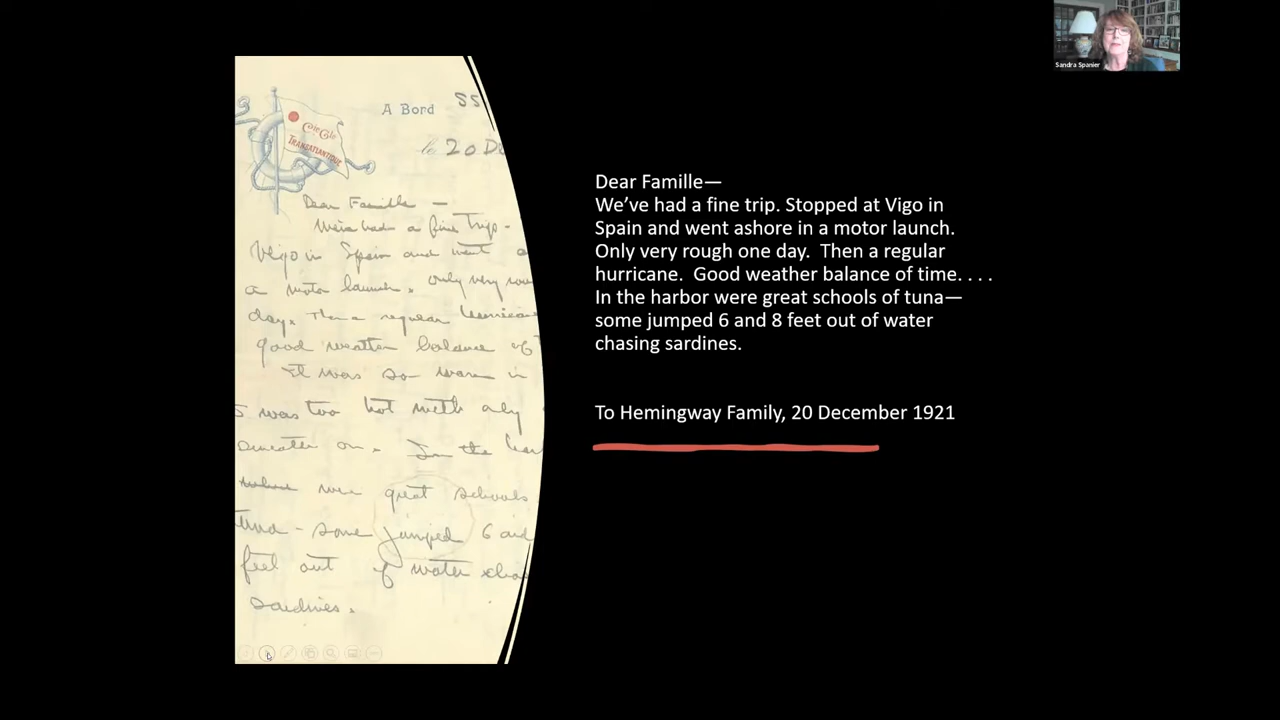 A Bord SS
le 20 De
Cie Gle
TRANSATLANTIQUE
Dear Famille —
We've had a fine trip -
Vigo in Spain and went a
a motor launch. Only very rou
day. Then a regular hurricane
good weather balance of
It was so warm in
I was too hot with only
sweater on. In the har
were great schools
tuna - some jumped 6 and
feet out of water chas
sardines.
Dear Famille—
We've had a fine trip. Stopped at Vigo in
Spain and went ashore in a motor launch.
Only very rough one day.  Then a regular
hurricane.  Good weather balance of time. . . .
In the harbor were great schools of tuna—
some jumped 6 and 8 feet out of water
chasing sardines.
To Hemingway Family, 20 December 1921
Sandra Spanier